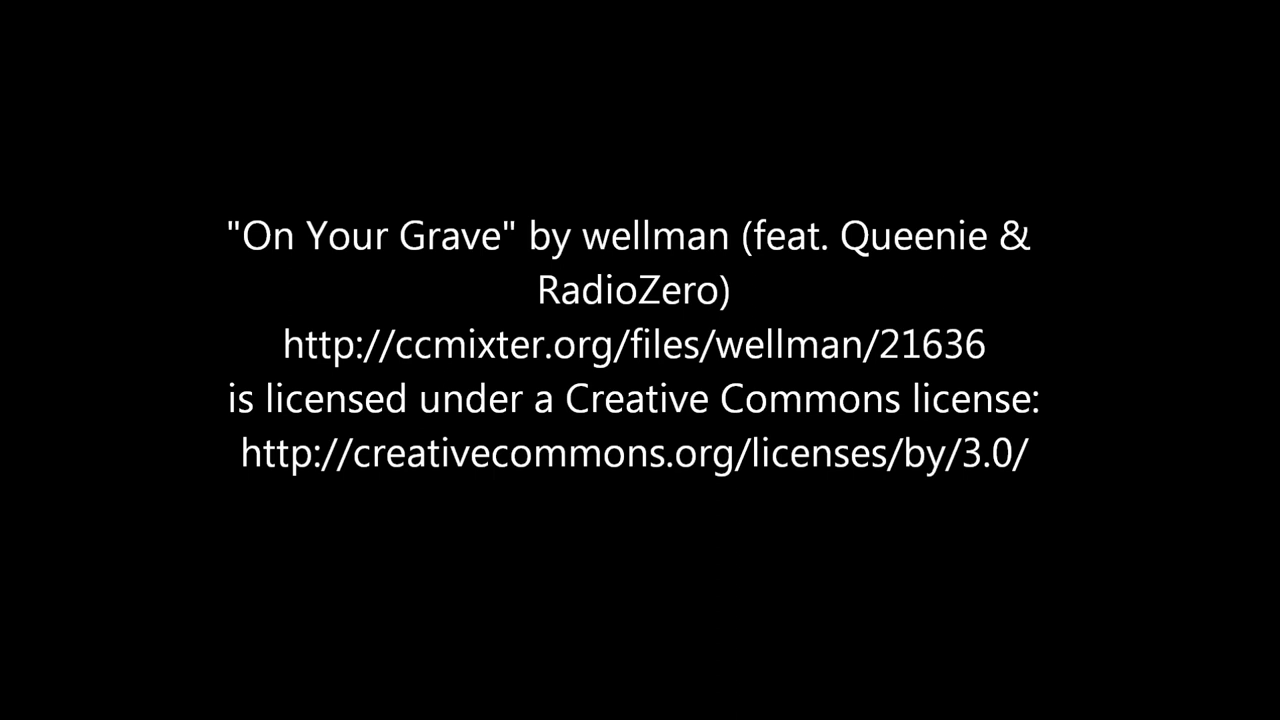 "On Your Grave" by wellman (feat. Queenie &
RadioZero)
http://ccmixter.org/files/wellman/21636
is licensed under a Creative Commons license:
http://creativecommons.org/licenses/by/3.0/